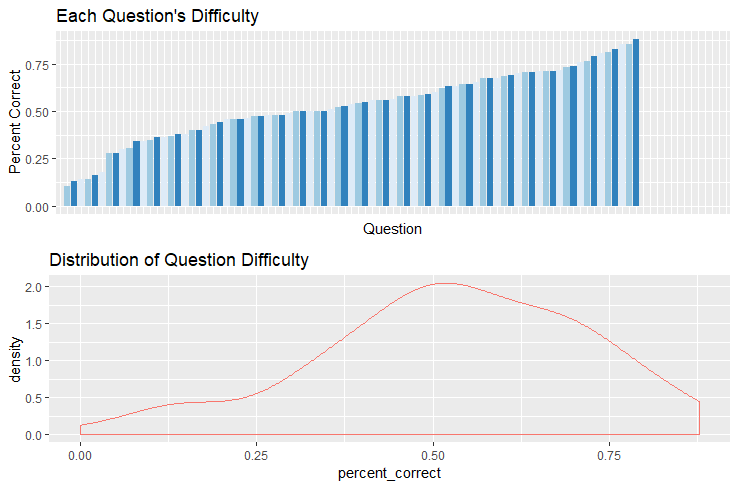 Each Question's Difficulty
Percent Correct
0.75
0.50
0.25
0.00
Question
Distribution of Question Difficulty
density
2.0
1.5
1.0
0.5
0.0
0.00 0.25 0.50 0.75
percent_correct